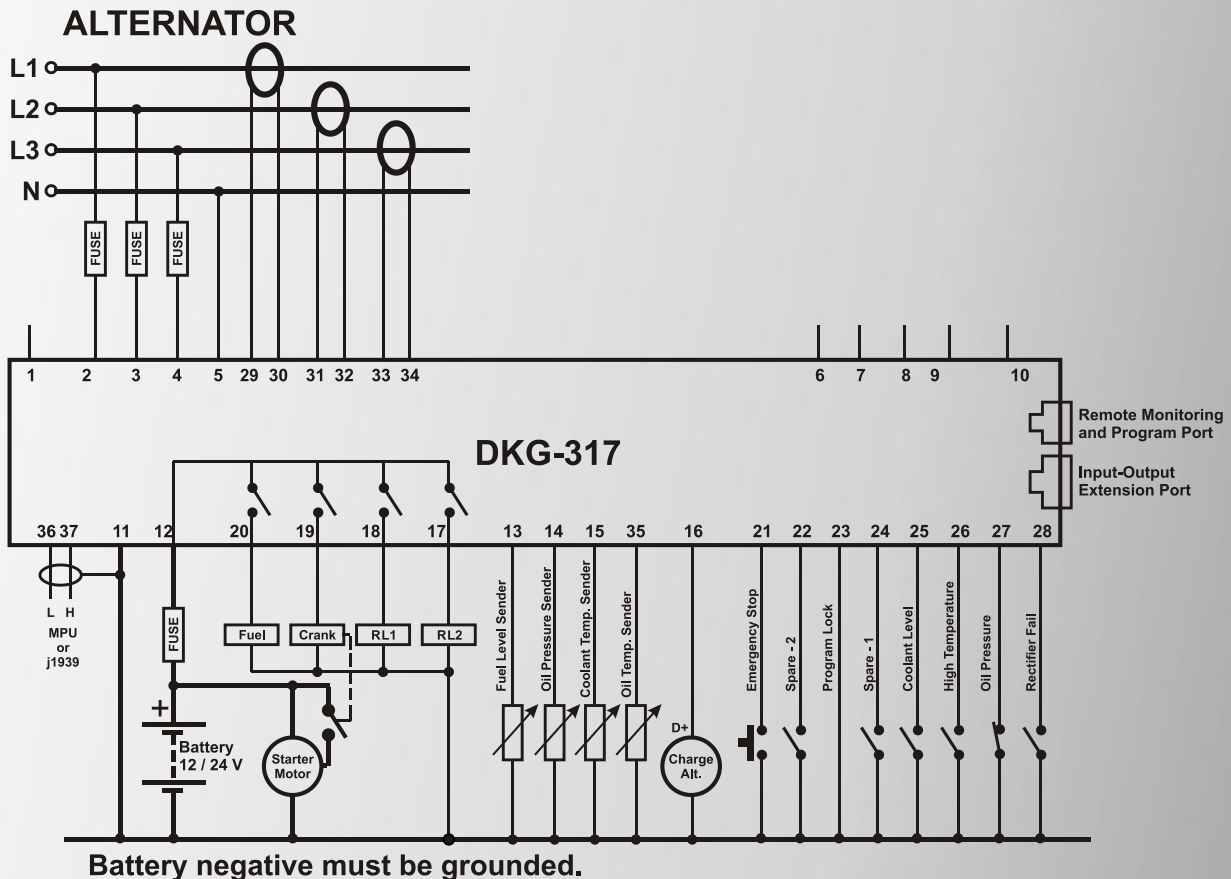 ALTERNATOR
L1
L2
L3
N
FUSE
FUSE
FUSE
1 2 3 4 5 29 30 31 32 33 34 6 7 8 9 10
Remote Monitoring
and Program Port
DKG-317
Input-Output
Extension Port
36 37 11 12 20 19 18 17 13 14 15 35 16 21 22 23 24 25 26 27 28
L H
MPU
or
j1939
FUSE
Fuel
Crank
RL1
RL2
Fuel Level Sender
Oil Pressure Sender
Coolant Temp. Sender
Oil Temp. Sender
Emergency Stop
Spare - 2
Program Lock
Spare - 1
Coolant Level
High Temperature
Oil Pressure
Rectifier Fail
+
Battery
12 / 24 V
Starter
Motor
D+
Charge
Alt.
Battery negative must be grounded.